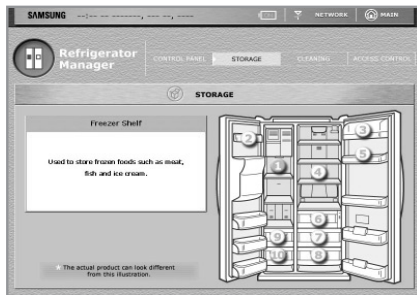 SAMSUNG --:-- -- -------, --- --, ---- NETWORK MAIN
Refrigerator
Manager
CONTROL PANEL STORAGE CLEANING ACCESS CONTROL
STORAGE
Freezer Shelf
Used to store frozen foods such as meat,
fish and ice cream.
The actual product can look different
from this illustration.
1
2
3
4
5
6
7
8
9
10